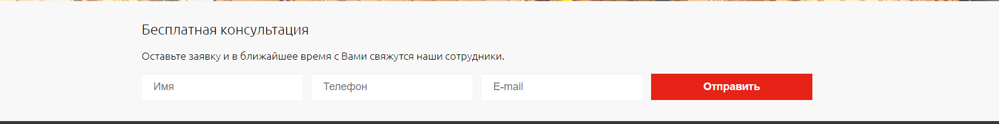 Бесплатная консультация
Оставьте заявку и в ближайшее время с Вами свяжутся наши сотрудники.
Имя Телефон E-mail Отправить